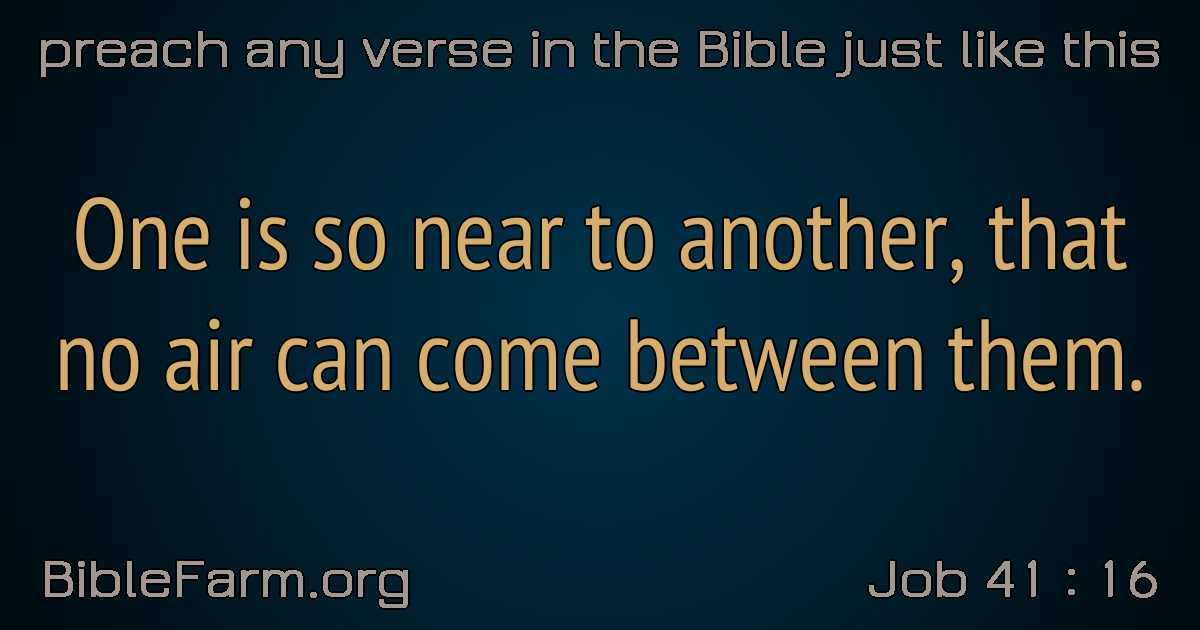 preach any verse in the Bible just like this
One is so near to another, that
no air can come between them.
BibleFarm.org
Job 41 : 16